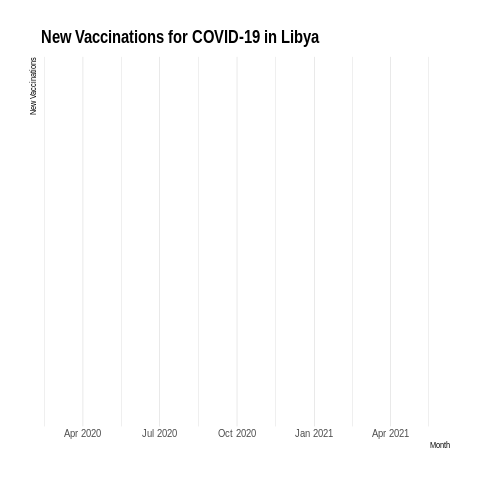 New Vaccinations for COVID-19 in Libya
New Vaccinations
Apr 2020 Jul 2020 Oct 2020 Jan 2021 Apr 2021
Month